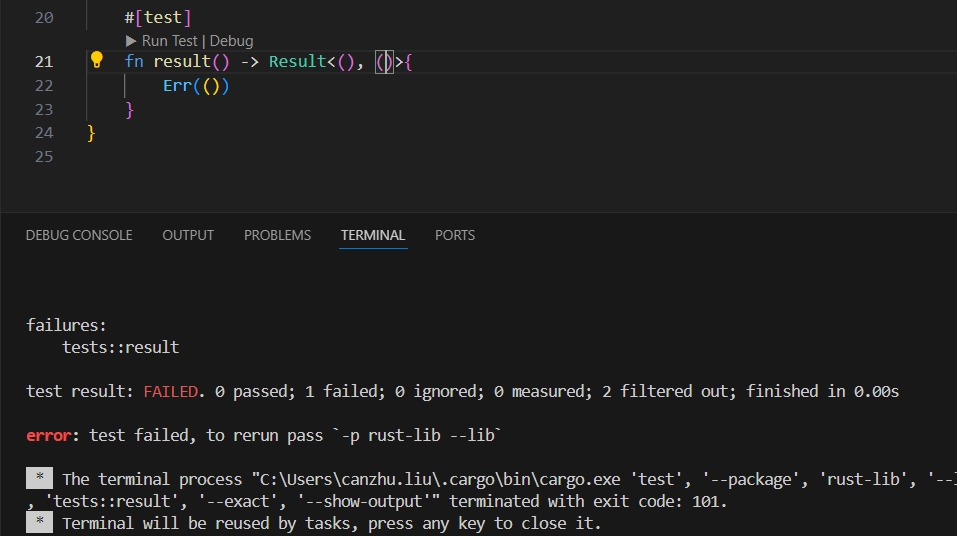 20 #[test]
Run Test | Debug
21 fn result() -> Result<(), ()>{
22 Err(())
23 }
24 }
25
DEBUG CONSOLE OUTPUT PROBLEMS TERMINAL PORTS
failures:
tests::result
test result: FAILED. 0 passed; 1 failed; 0 ignored; 0 measured; 2 filtered out; finished in 0.00s
error: test failed, to rerun pass `-p rust-lib --lib`
* The terminal process "C:\Users\canzhu.liu\.cargo\bin\cargo.exe 'test', '--package', 'rust-lib', '--
, 'tests::result', '--exact', '--show-output'" terminated with exit code: 101.
* Terminal will be reused by tasks, press any key to close it.